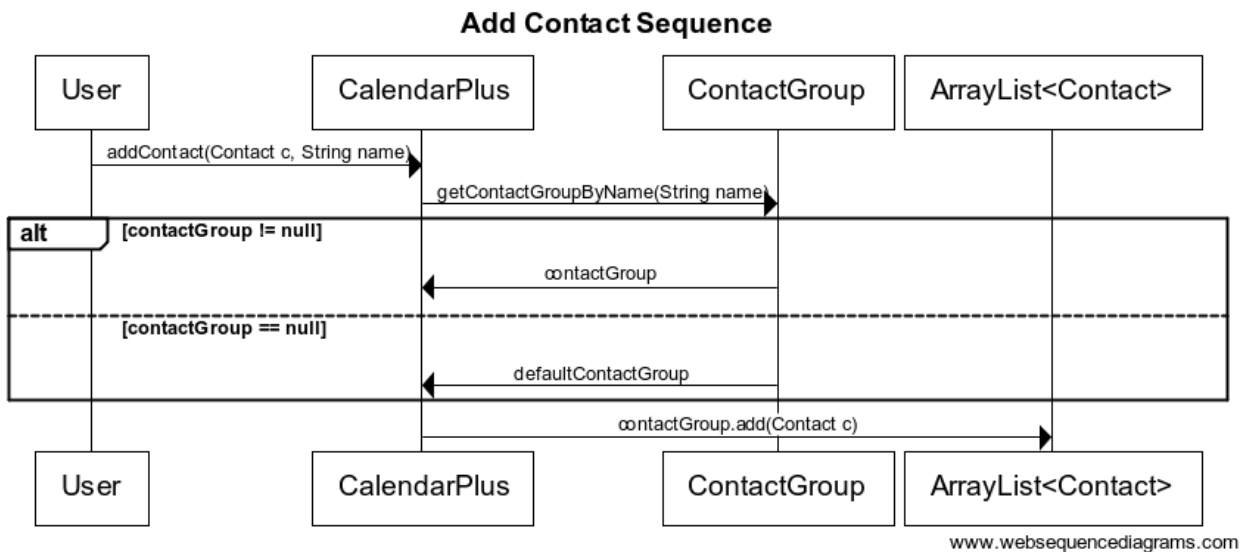 Add Contact Sequence
User
CalendarPlus
ContactGroup
ArrayList<Contact>
addContact(Contact c, String name)
getContactGroupByName(String name)
alt
[contactGroup != null]
contactGroup
[contactGroup == null]
defaultContactGroup
contactGroup.add(Contact c)
User
CalendarPlus
ContactGroup
ArrayList<Contact>
www.websequencediagrams.com